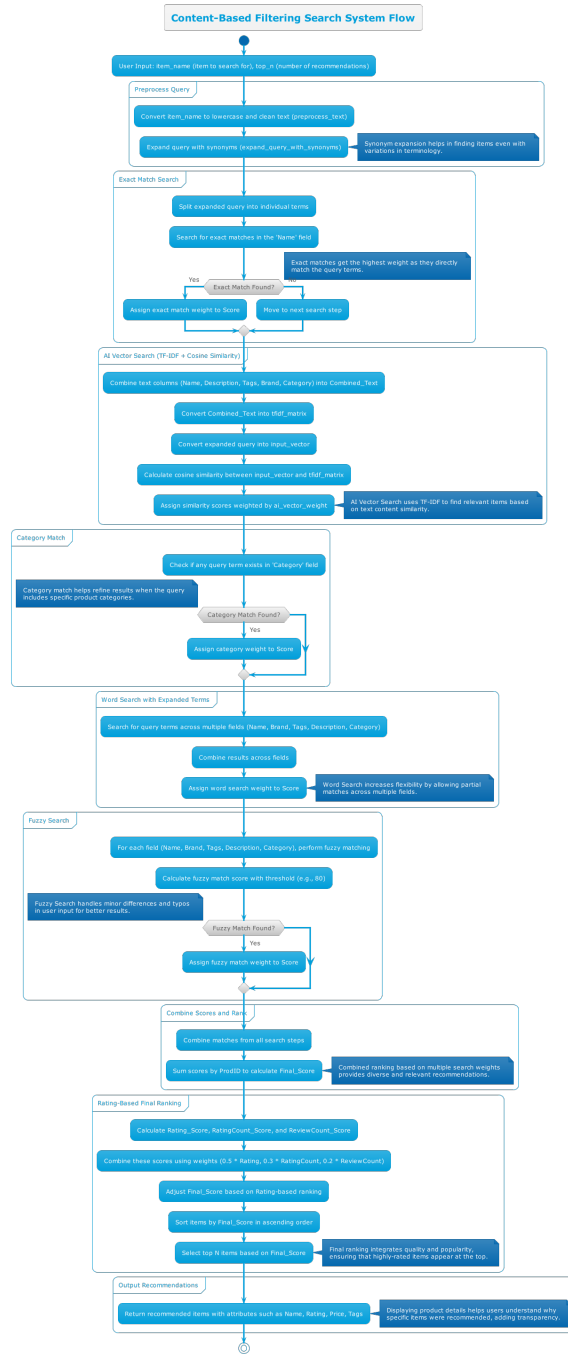 Content-Based Filtering Search System Flow
User Input: item_name (item to search for), top_n (number of recommendations)
Preprocess Query
Convert item_name to lowercase and clean text (preprocess_text)
Expand query with synonyms (expand_query_with_synonyms)
Synonym expansion helps in finding items even with
variations in terminology.
Exact Match Search
Split expanded query into individual terms
Search for exact matches in the 'Name' field
Exact matches get the highest weight as they directly
match the query terms.
Yes
Exact Match Found?
No
Assign exact match weight to Score
Move to next search step
AI Vector Search (TF-IDF + Cosine Similarity)
Combine text columns (Name, Description, Tags, Brand, Category) into Combined_Text
Convert Combined_Text into tfidf_matrix
Convert expanded query into input_vector
Calculate cosine similarity between input_vector and tfidf_matrix
Assign similarity scores weighted by ai_vector_weight
AI Vector Search uses TF-IDF to find relevant items based
on text content similarity.
Category Match
Check if any query term exists in 'Category' field
Category match helps refine results when the query
includes specific product categories.
Category Match Found?
Yes
Assign category weight to Score
Word Search with Expanded Terms
Search for query terms across multiple fields (Name, Brand, Tags, Description, Category)
Combine results across fields
Assign word search weight to Score
Word Search increases flexibility by allowing partial
matches across multiple fields.
Fuzzy Search
For each field (Name, Brand, Tags, Description, Category), perform fuzzy matching
Calculate fuzzy match score with threshold (e.g., 80)
Fuzzy Search handles minor differences and typos
in user input for better results.
Fuzzy Match Found?
Yes
Assign fuzzy match weight to Score
Combine Scores and Rank
Combine matches from all search steps
Sum scores by ProdID to calculate Final_Score
Combined ranking based on multiple search weights
provides diverse and relevant recommendations.
Rating-Based Final Ranking
Calculate Rating_Score, RatingCount_Score, and ReviewCount_Score
Combine these scores using weights (0.5 * Rating, 0.3 * RatingCount, 0.2 * ReviewCount)
Adjust Final_Score based on Rating-based ranking
Sort items by Final_Score in ascending order
Select top N items based on Final_Score
Final ranking integrates quality and popularity,
ensuring that highly-rated items appear at the top.
Output Recommendations
Return recommended items with attributes such as Name, Rating, Price, Tags
Displaying product details helps users understand why
specific items were recommended, adding transparency.